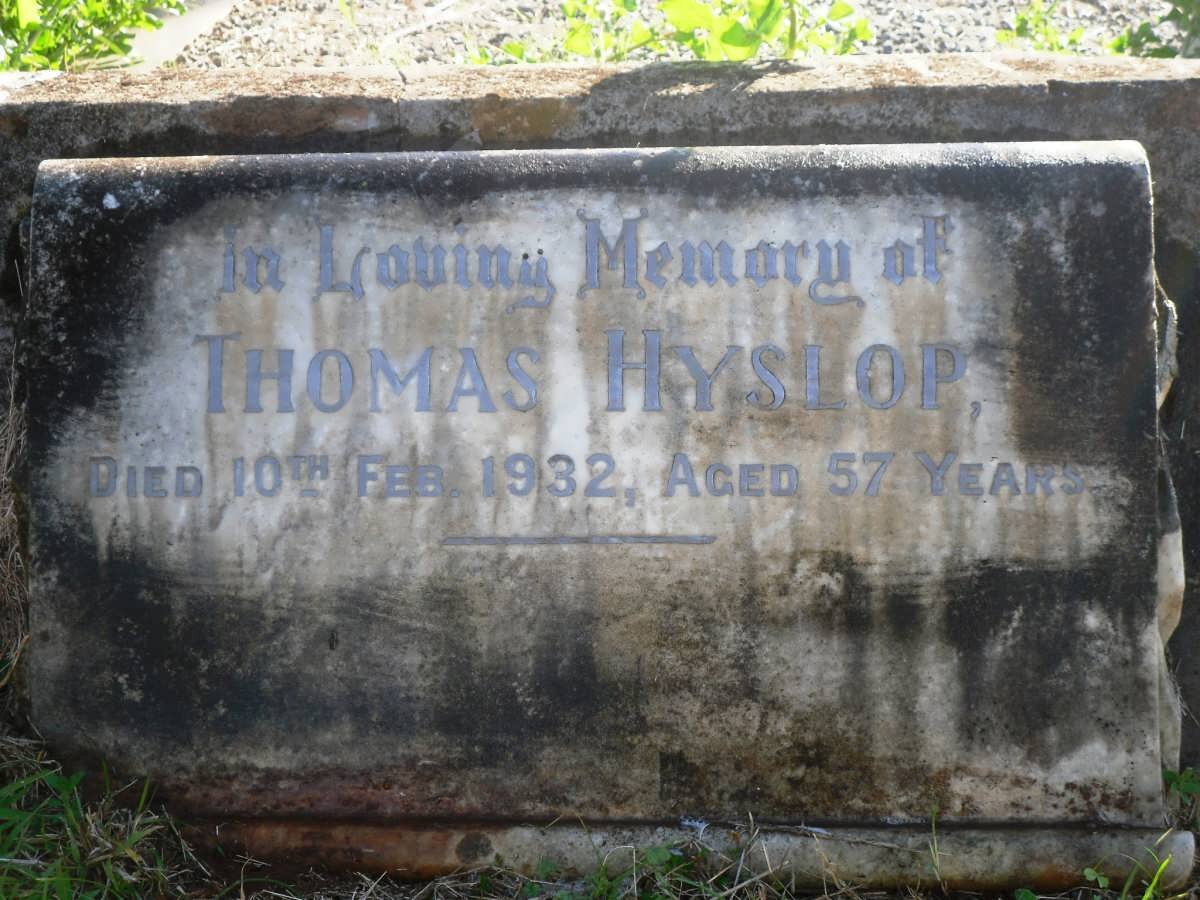 In Loving Memory of
THOMAS HYSLOP,
DIED 10TH FEB. 1932, AGED 57 YEARS.